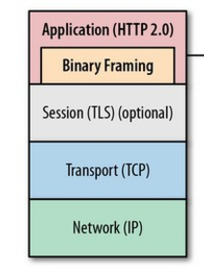 Application (HTTP 2.0)
Binary Framing
Session (TLS) (optional)
Transport (TCP)
Network (IP)